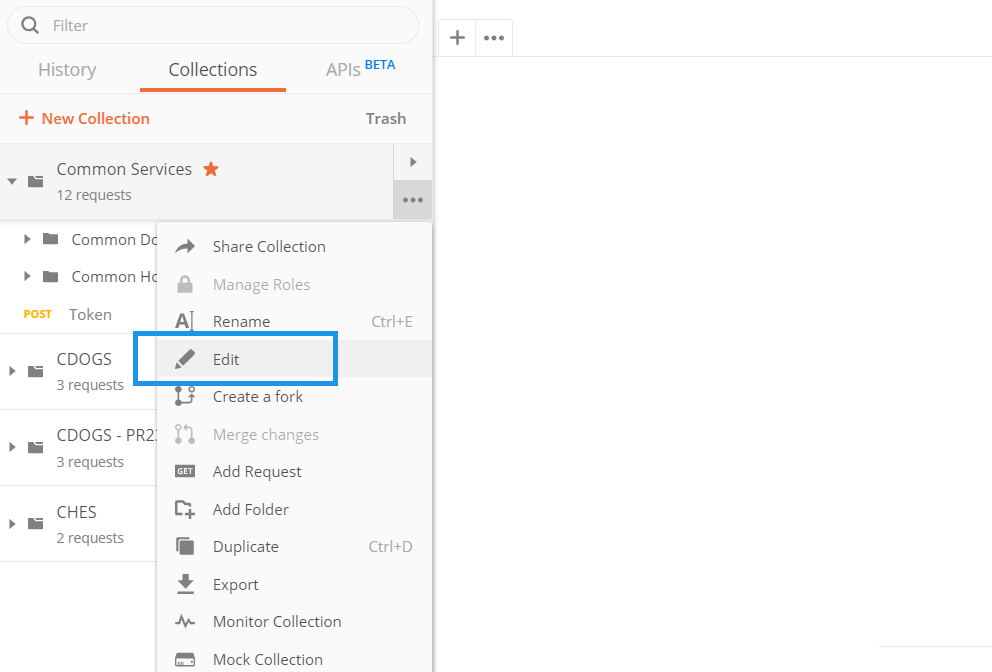 Filter
History Collections APIs BETA
New Collection Trash
Common Services
12 requests
Common Do
Common Ho
POST Token
CDOGS
3 requests
CDOGS - PR23
3 requests
CHES
2 requests
Share Collection
Manage Roles
Rename Ctrl+E
Edit
Create a fork
Merge changes
GET Add Request
Add Folder
Duplicate Ctrl+D
Export
Monitor Collection
Mock Collection